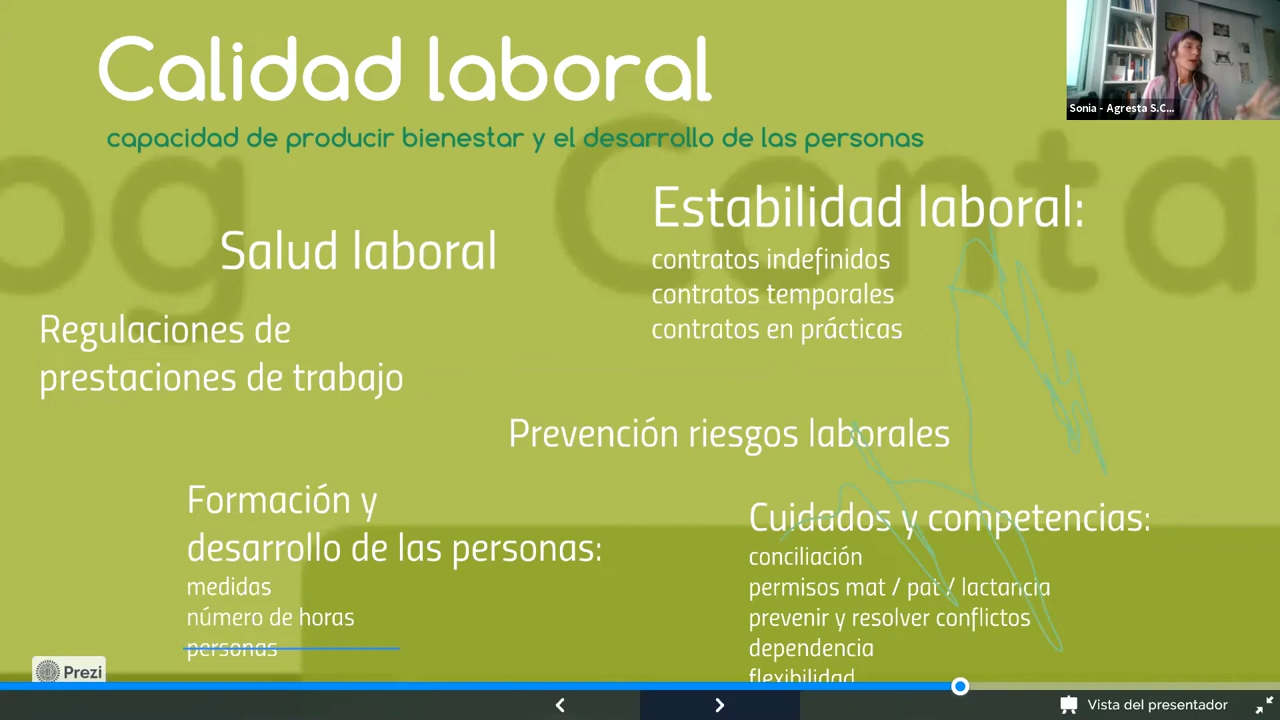 Calidad laboral
capacidad de producir bienestar y el desarrollo de las personas
Sonia - Agresta S.C...
Estabilidad laboral:
contratos indefinidos
contratos temporales
contratos en prácticas
Salud laboral
Regulaciones de
prestaciones de trabajo
Prevención riesgos laborales
Formación y
desarrollo de las personas:
medidas
número de horas
personas
Cuidados y competencias:
conciliación
permisos mat / pat / lactancia
prevenir y resolver conflictos
dependencia
flexibilidad
Prezi
Vista del presentador